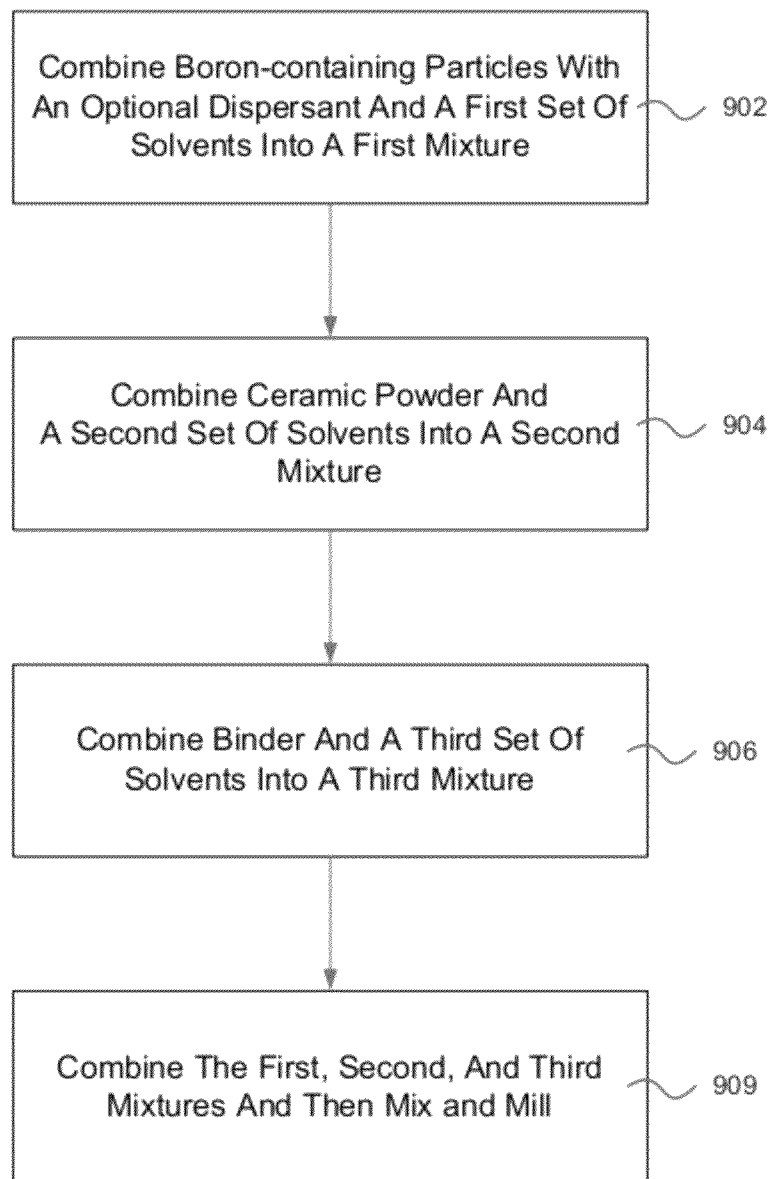 Combine Boron-containing Particles With
An Optional Dispersant And A First Set Of
Solvents Into A First Mixture
902
Combine Ceramic Powder And
A Second Set Of Solvents Into A Second
Mixture
904
Combine Binder And A Third Set Of
Solvents Into A Third Mixture
906
Combine The First, Second, And Third
Mixtures And Then Mix and Mill
909